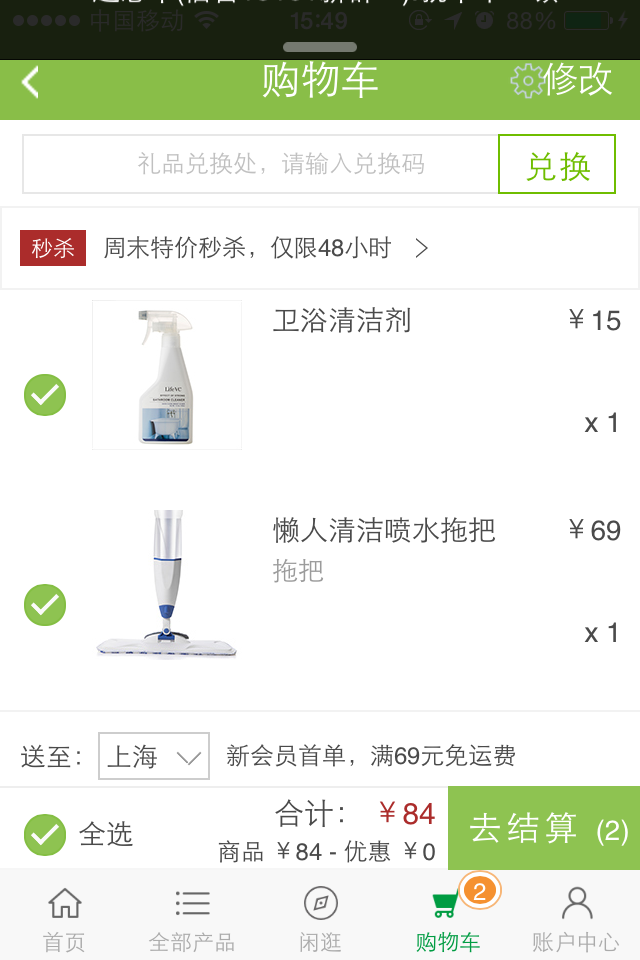 中国移动
15:49
88%
购物车
修改
礼品兑换处，请输入兑换码
兑换
秒杀
周末特价秒杀，仅限48小时
卫浴清洁剂
￥15
x 1
Life VC
BATHROOM CLEANER
懒人清洁喷水拖把
￥69
拖把
x 1
送至：
上海
新会员首单，满69元免运费
全选
合计：
￥84
商品 ￥84 - 优惠 ￥0
去结算 (2)
2
首页
全部产品
闲逛
购物车
账户中心